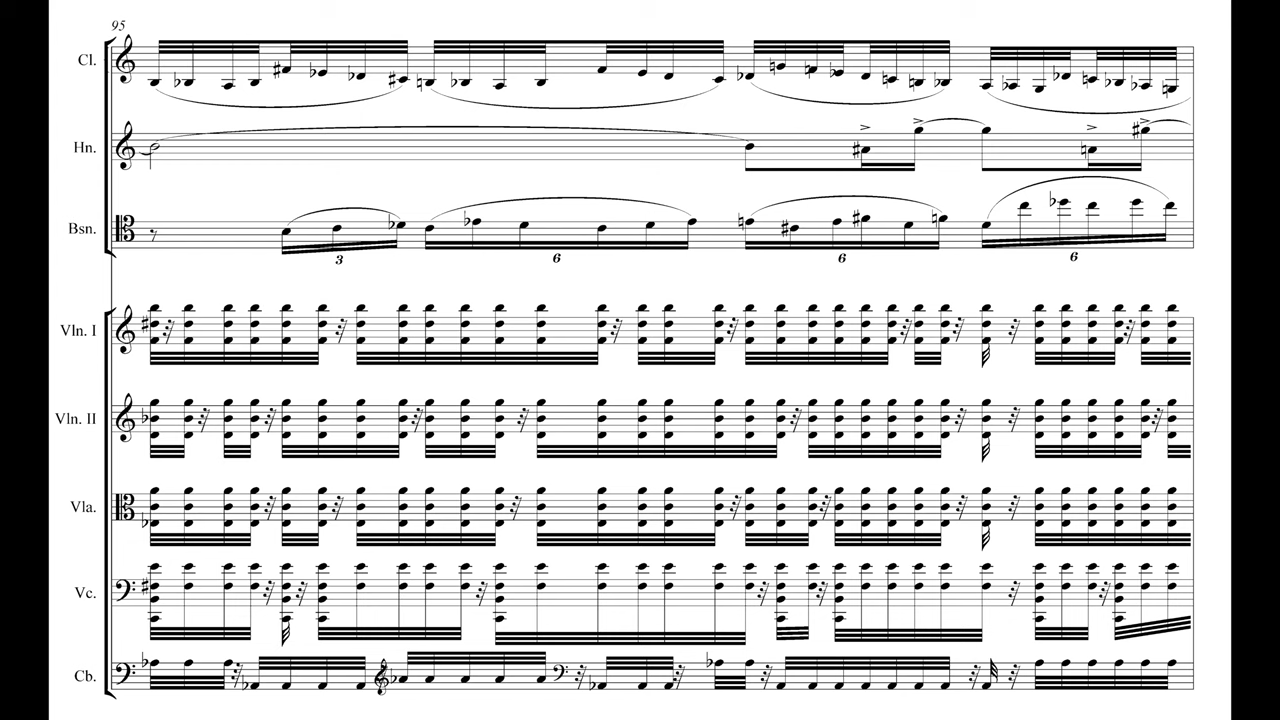 95
Cl.
Hn.
Bsn.
3
6
6
6
Vln. I
Vln. II
Vla.
Vc.
Cb.